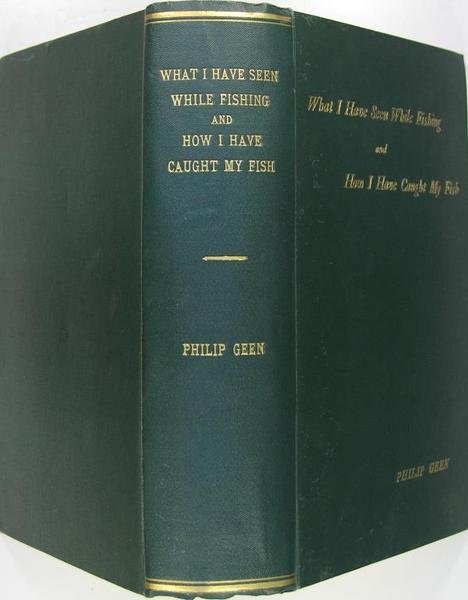 WHAT I HAVE SEEN
WHILE FISHING
AND
HOW I HAVE
CAUGHT MY FISH
PHILIP GEEN
What I Have Seen While Fishing
and
How I Have Caught My Fish
PHILIP GEEN